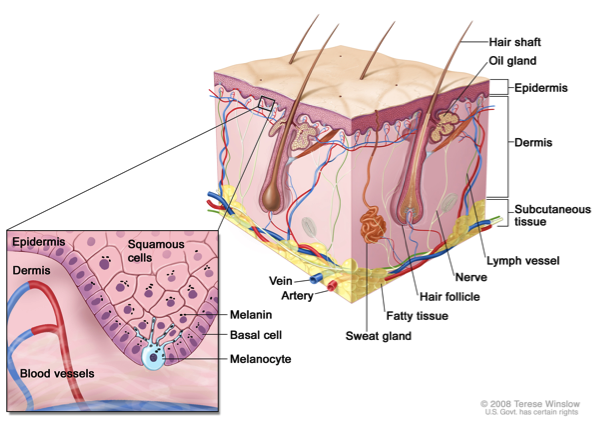 Hair shaft
Oil gland
Epidermis
Dermis
Subcutaneous
tissue
Lymph vessel
Nerve
Hair follicle
Fatty tissue
Sweat gland
Vein
Artery
Epidermis
Squamous
cells
Dermis
Blood vessels
Melanin
Basal cell
Melanocyte
© 2008 Terese Winslow
U.S. Govt. has certain rights